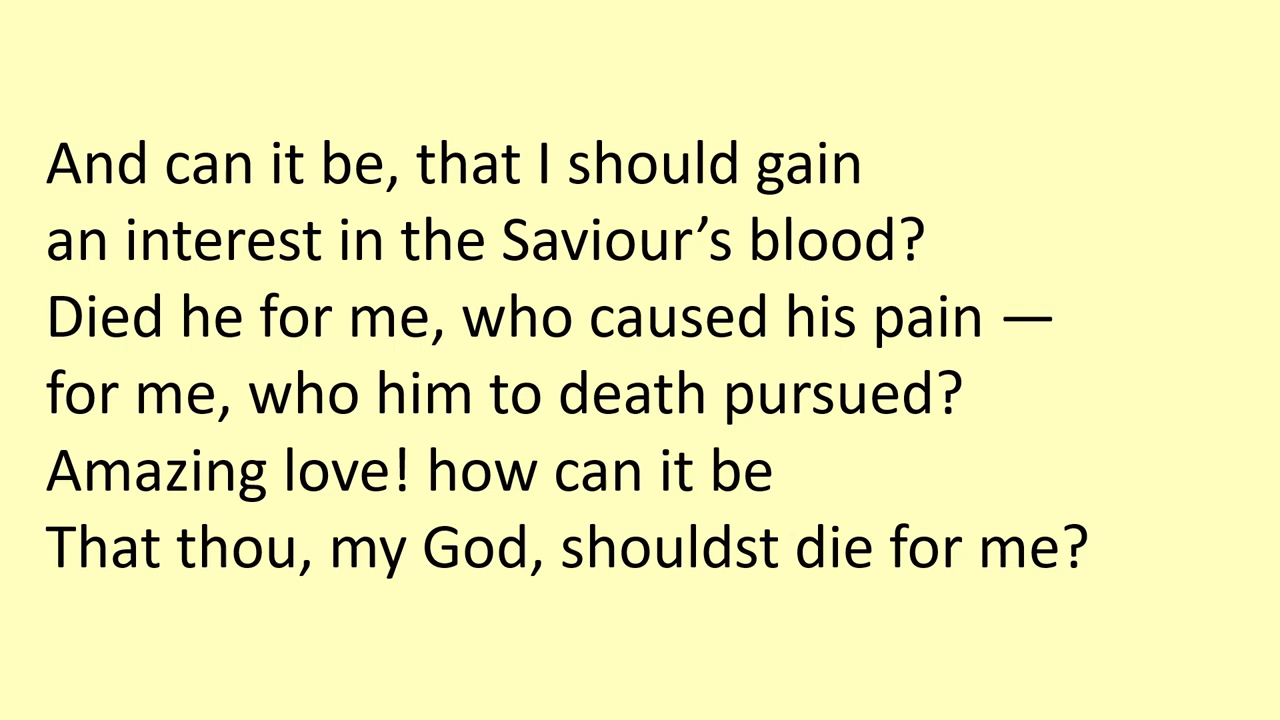 And can it be, that I should gain
an interest in the Saviour’s blood?
Died he for me, who caused his pain —
for me, who him to death pursued?
Amazing love! how can it be
That thou, my God, shouldst die for me?